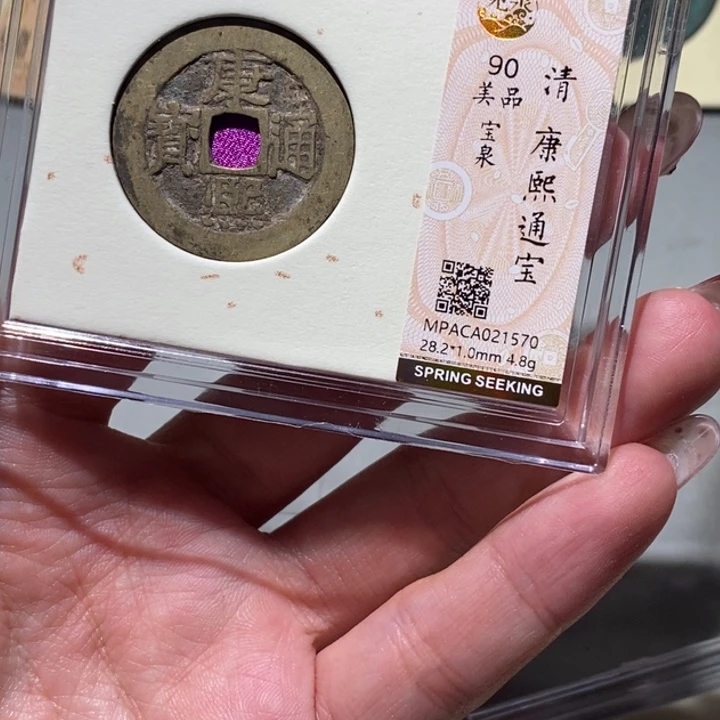 康熙通寳
90
美品
宝泉
清 康熙通宝
MPACA021570
28.2*1.0mm 4.8g
SPRING SEEKING